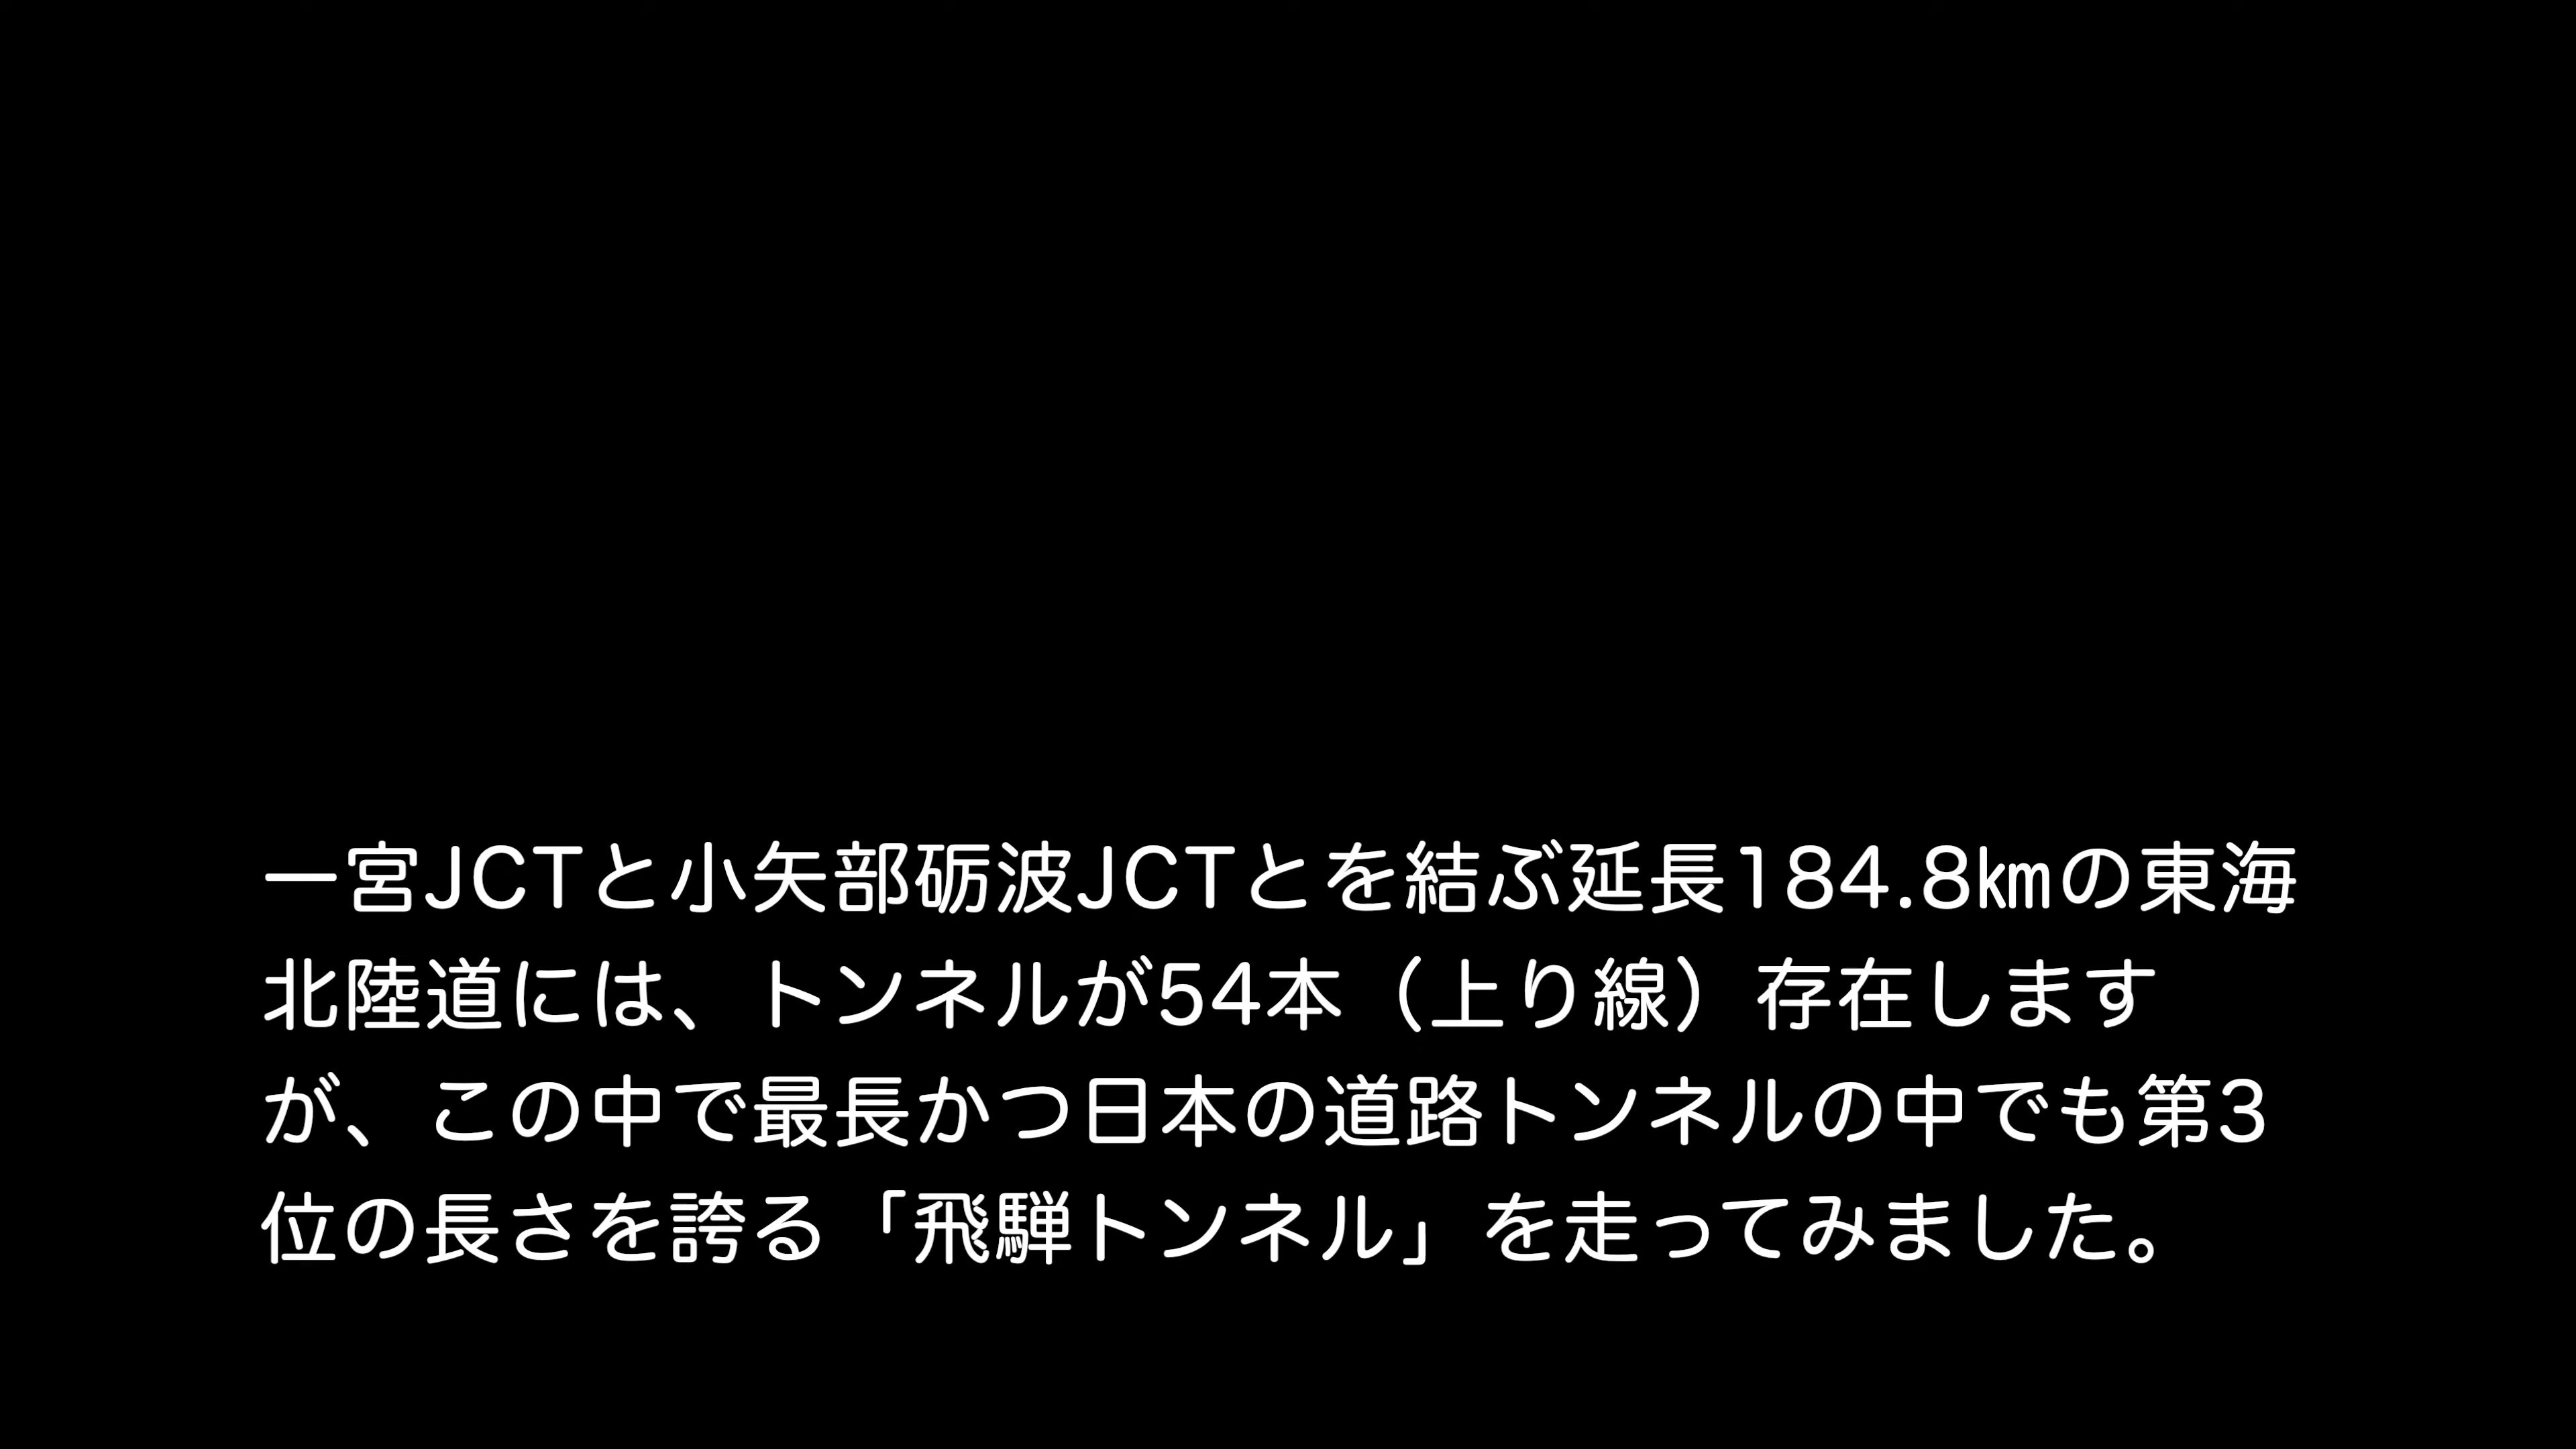 一宮JCTと小矢部砺波JCTとを結ぶ延長184.8㎞の東海
北陸道には、トンネルが54本（上り線）存在します
が、この中で最長かつ日本の道路トンネルの中でも第3
位の長さを誇る「飛騨トンネル」を走ってみました。